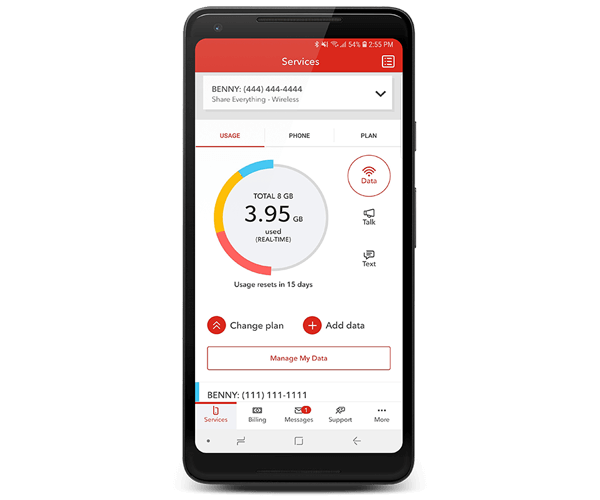 54% 2:55 PM
Services
BENNY: (444) 444-4444
Share Everything - Wireless
USAGE PHONE PLAN
TOTAL 8 GB
3.95 GB
used
(REAL-TIME)
Data
Talk
Text
Usage resets in 15 days
Change plan Add data
Manage My Data
BENNY: (111) 111-1111
1
Services Billing Messages Support More